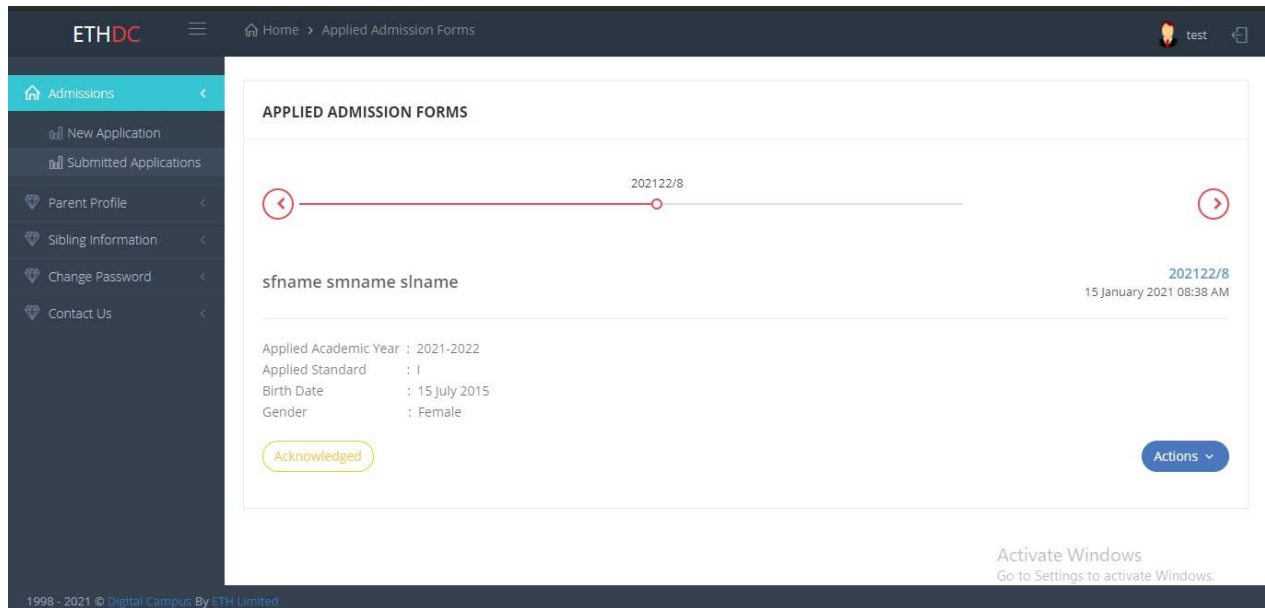 ETHDC
Home > Applied Admission Forms
test
Admissions
New Application
Submitted Applications
Parent Profile
Sibling Information
Change Password
Contact Us
APPLIED ADMISSION FORMS
202122/8
sfname smname slname
202122/8
15 January 2021 08:38 AM
Applied Academic Year : 2021-2022
Applied Standard : I
Birth Date : 15 July 2015
Gender : Female
Acknowledged
Actions
Activate Windows
Go to Settings to activate Windows.
1998 - 2021 © Digital Campus By ETH Limited